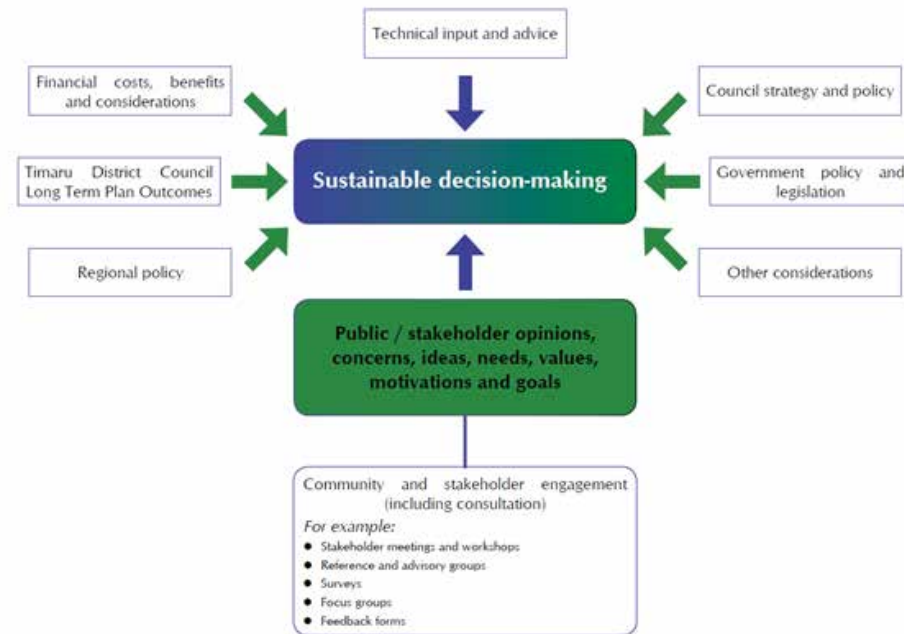 Technical input and advice
Financial costs, benefits
and considerations
Council strategy and policy
Timaru District Council
Long Term Plan Outcomes
Sustainable decision-making
Government policy and
legislation
Regional policy
Other considerations
Public / stakeholder opinions,
concerns, ideas, needs, values,
motivations and goals
Community and stakeholder engagement
(including consultation)
For example:
● Stakeholder meetings and workshops
● Reference and advisory groups
● Surveys
● Focus groups
● Feedback forms